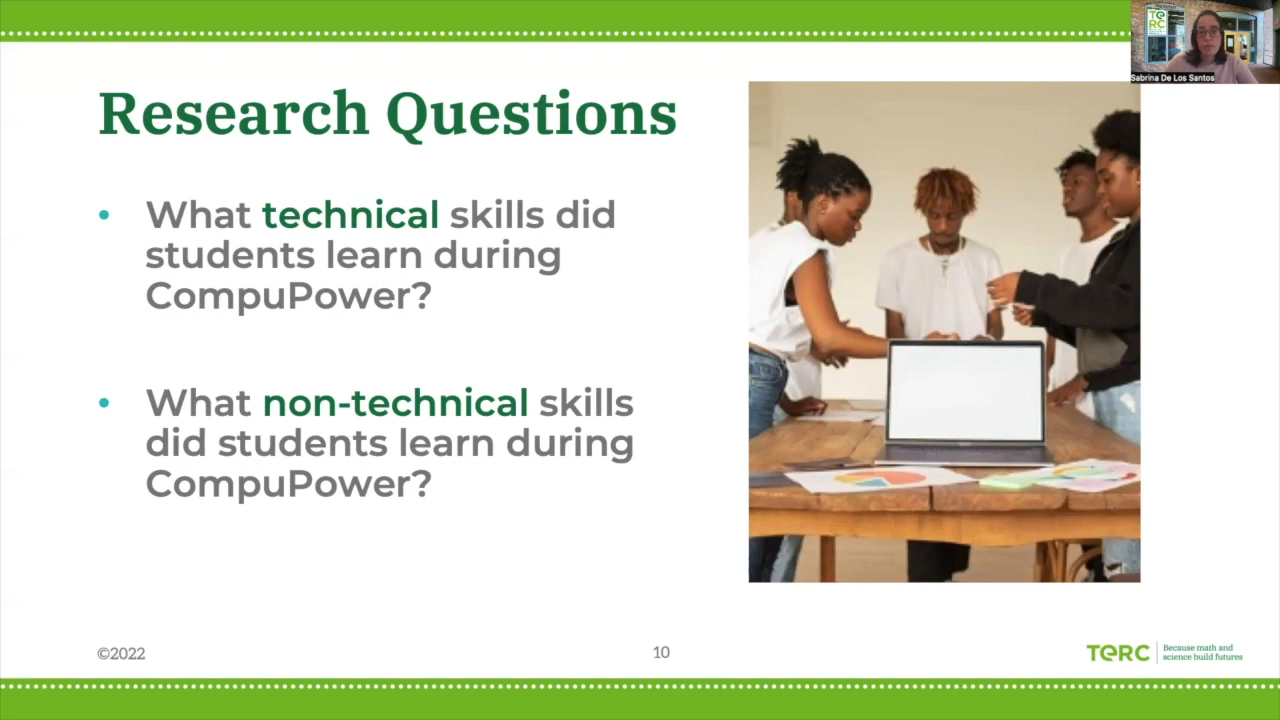 TERC
Sabrina De Los Santos
Research Questions
• What technical skills did
students learn during
CompuPower?
• What non-technical skills
did students learn during
CompuPower?
©2022
10
TERC
Because math and
science build futures